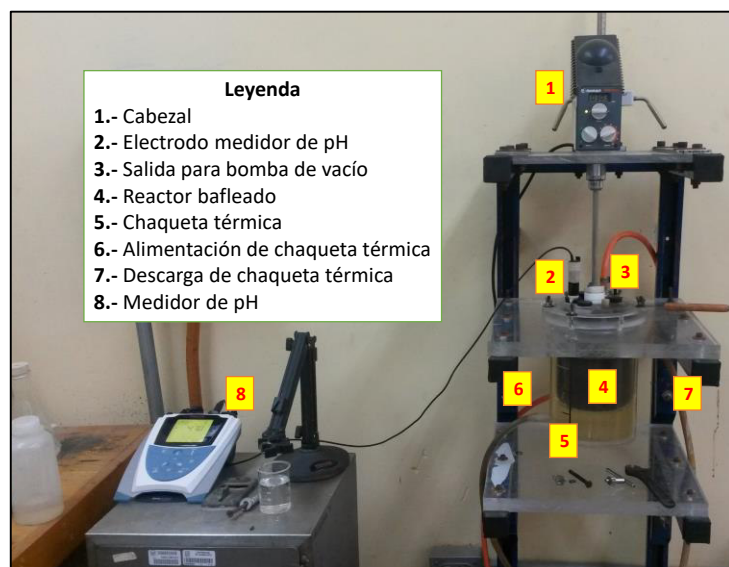 Leyenda
1.- Cabezal
2.- Electrodo medidor de pH
3.- Salida para bomba de vacío
4.- Reactor bafleado
5.- Chaqueta térmica
6.- Alimentación de chaqueta térmica
7.- Descarga de chaqueta térmica
8.- Medidor de pH
1
2
3
8
6
4
7
5